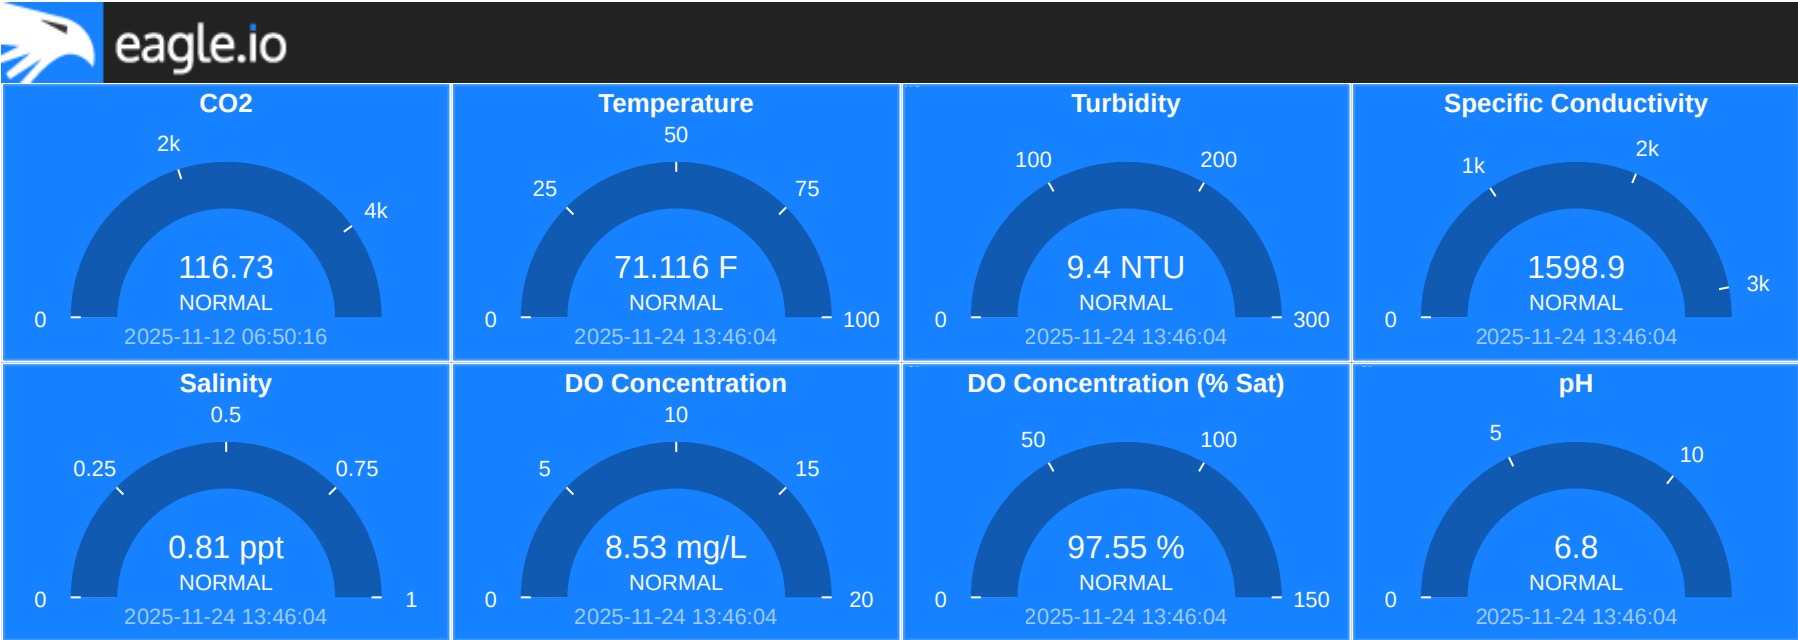 eagle.io
CO2
2k
4k
0
116.73
NORMAL
2025-11-12 06:50:16
Temperature
50
25
75
0
100
71.116 F
NORMAL
2025-11-24 13:46:04
Turbidity
100
200
0
300
9.4 NTU
NORMAL
2025-11-24 13:46:04
Specific Conductivity
2k
1k
3k
0
1598.9
NORMAL
2025-11-24 13:46:04
Salinity
0.5
0.25
0.75
0
1
0.81 ppt
NORMAL
2025-11-24 13:46:04
DO Concentration
10
5
15
0
20
8.53 mg/L
NORMAL
2025-11-24 13:46:04
DO Concentration (% Sat)
50
100
0
150
97.55 %
NORMAL
2025-11-24 13:46:04
pH
5
10
0
6.8
NORMAL
2025-11-24 13:46:04